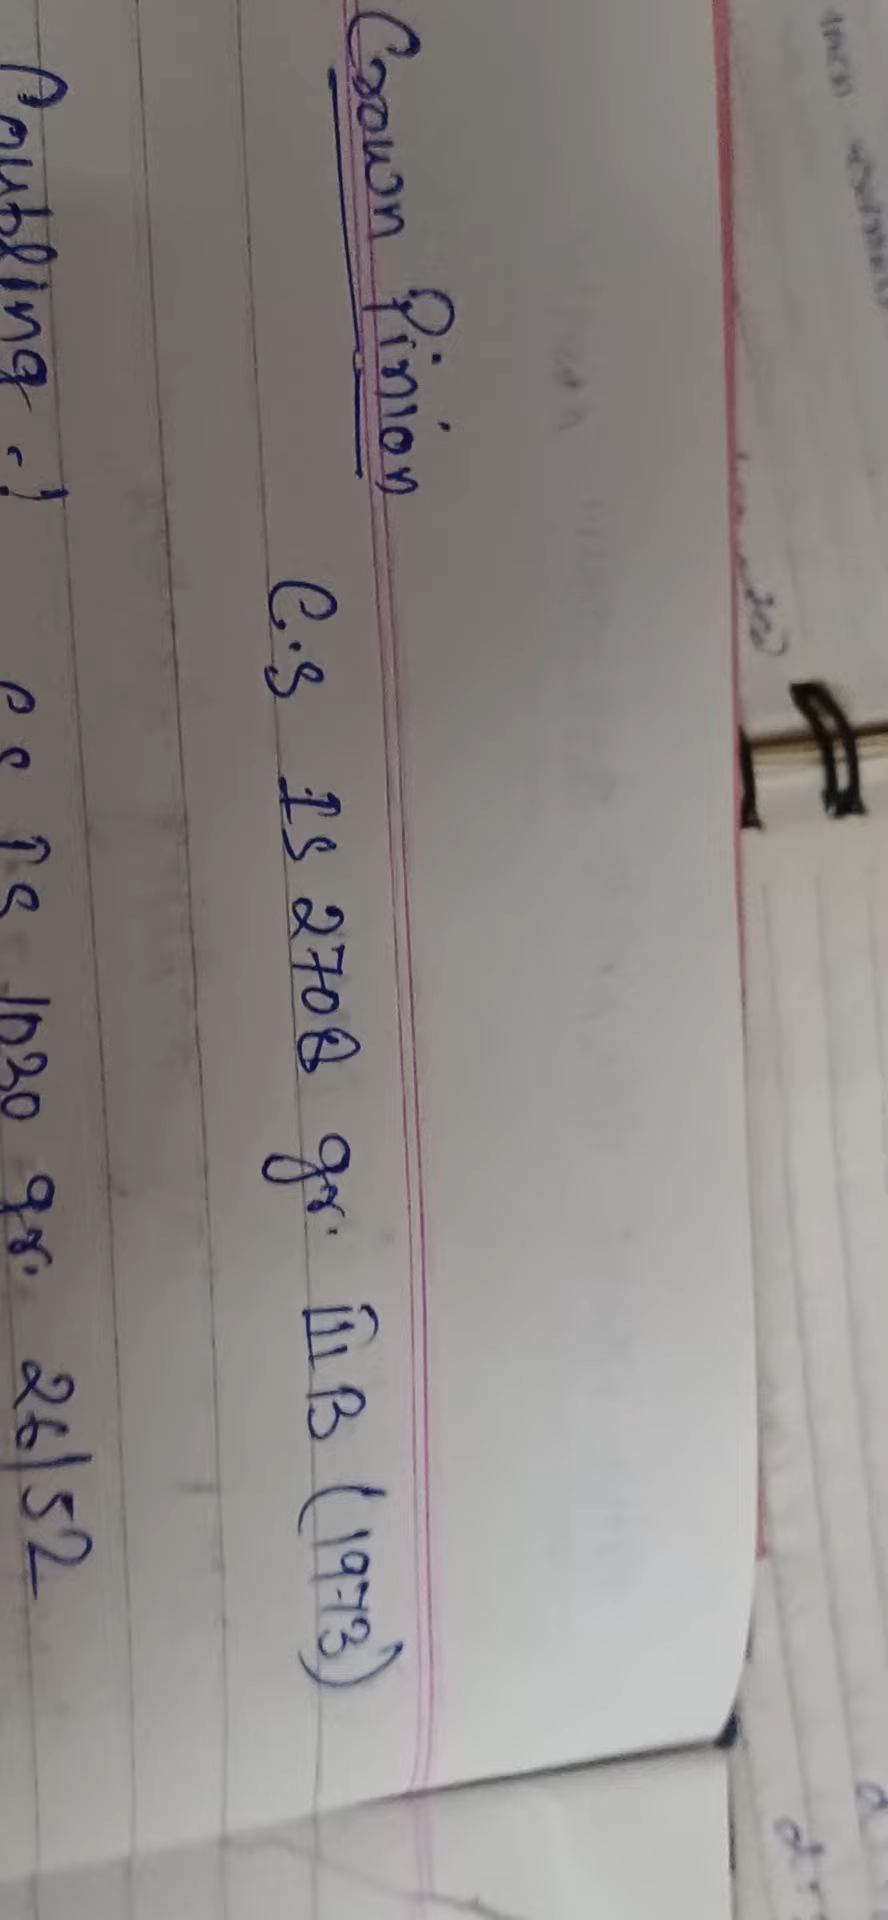 Crown Pinion
C.S IS 2708 gr. III B (1973)
Coupling :-) CS IS 1030 gr. 26/52